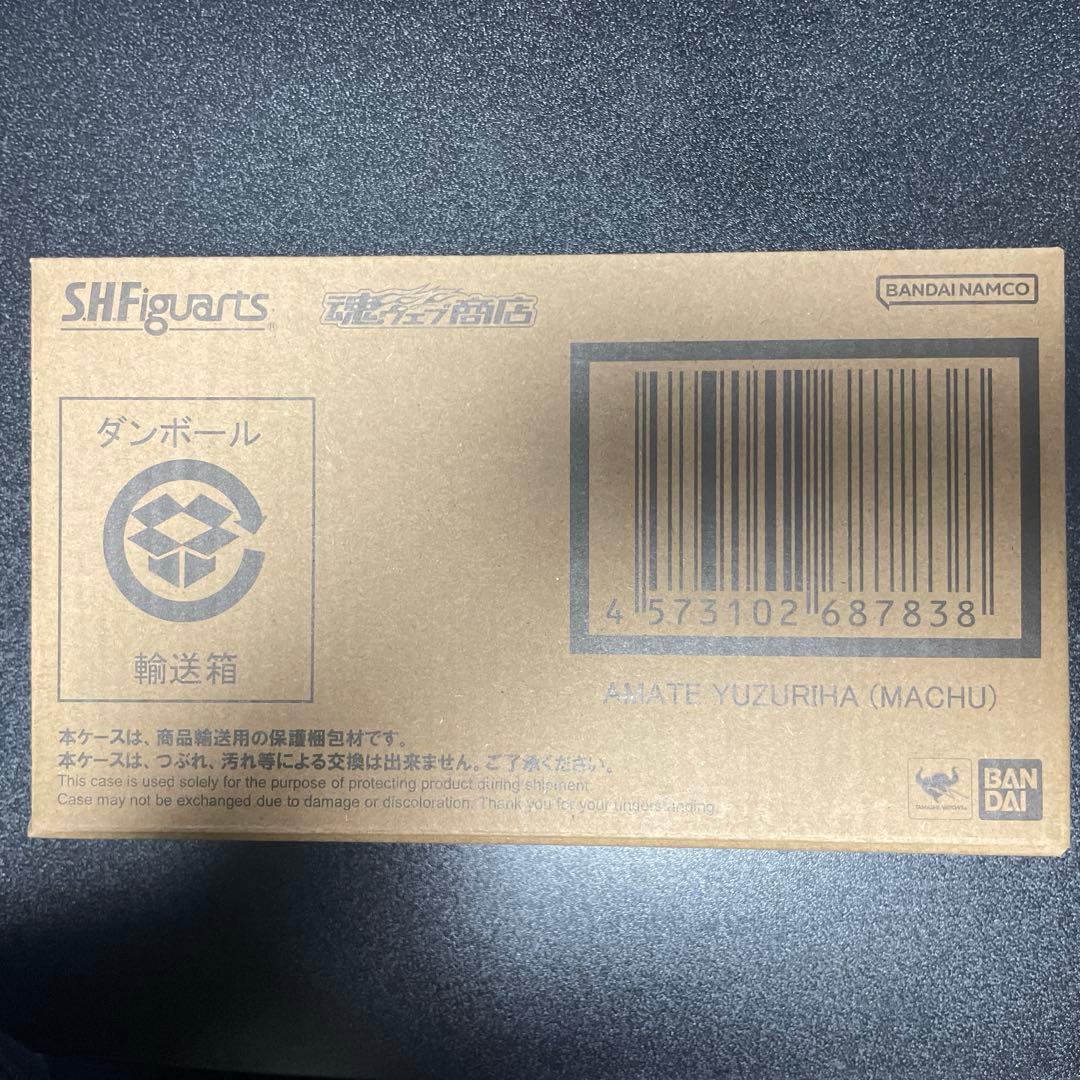 S.H.Figuarts®
魂ウェブ商店
BANDAI NAMCO
ダンボール
輸送箱
4 573102 687838
AMATE YUZURIHA (MACHU)
本ケースは、商品輸送用の保護梱包材です。
本ケースは、つぶれ、汚れ等による交換は出来ません。ご了承ください。
This case is used solely for the purpose of protecting product during shipment.
Case may not be exchanged due to damage or discoloration. Thank you for your understanding.
TAMASHII NATIONS
BAN
DAI